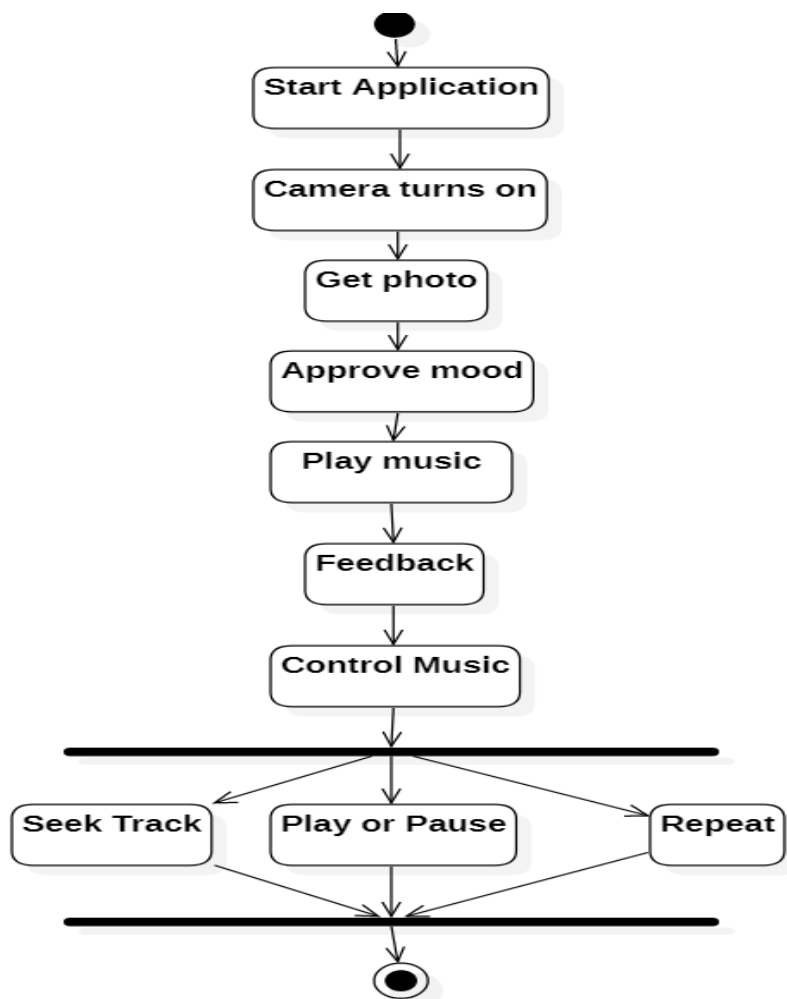 Start Application
Camera turns on
Get photo
Approve mood
Play music
Feedback
Control Music
Seek Track
Play or Pause
Repeat